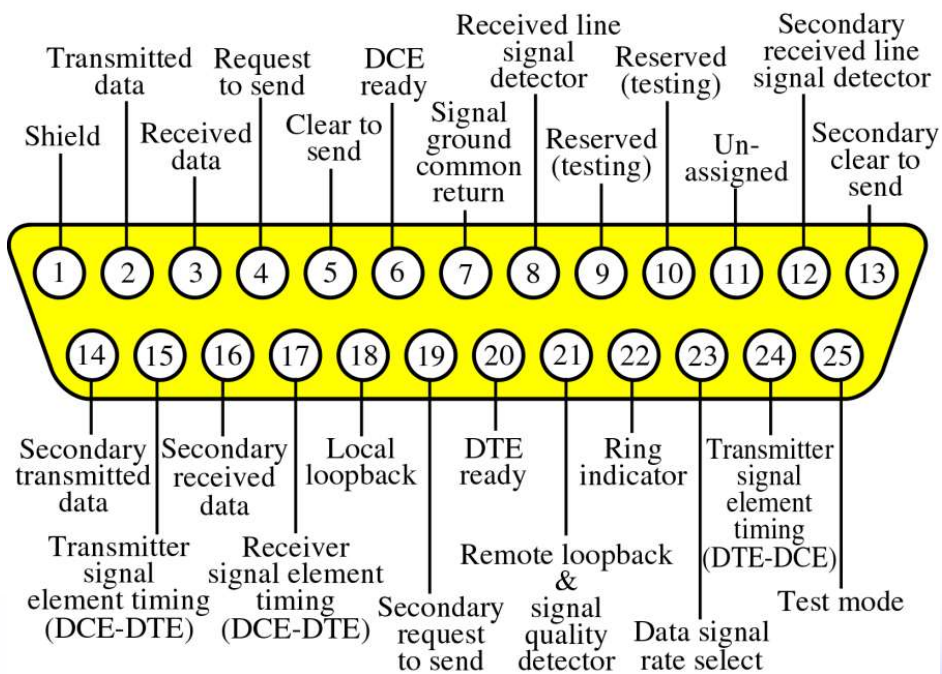 Transmitted
data
Request
to send
DCE
ready
Received line
signal
detector
Reserved
(testing)
Secondary
received line
signal detector
Shield
Received
data
Clear to
send
Signal
ground
common
return
Reserved
(testing)
Un-
assigned
Secondary
clear to
send
1 2 3 4 5 6 7 8 9 10 11 12 13
14 15 16 17 18 19 20 21 22 23 24 25
Secondary
transmitted
data
Secondary
received
data
Local
loopback
DTE
ready
Ring
indicator
Transmitter
signal
element
timing
(DTE-DCE)
Transmitter
signal
element timing
(DCE-DTE)
Receiver
signal element
timing
(DCE-DTE)
Secondary
request
to send
Remote loopback
&
signal
quality
detector
Data signal
rate select
Test mode